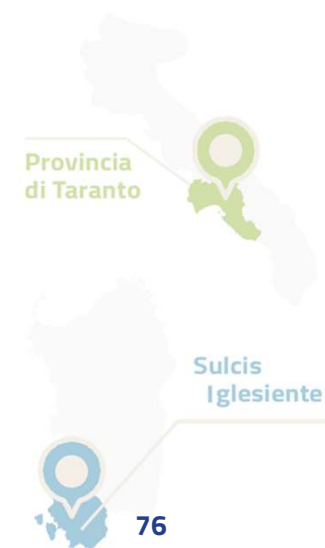 Provincia
di Taranto
Sulcis
Iglesiente
76